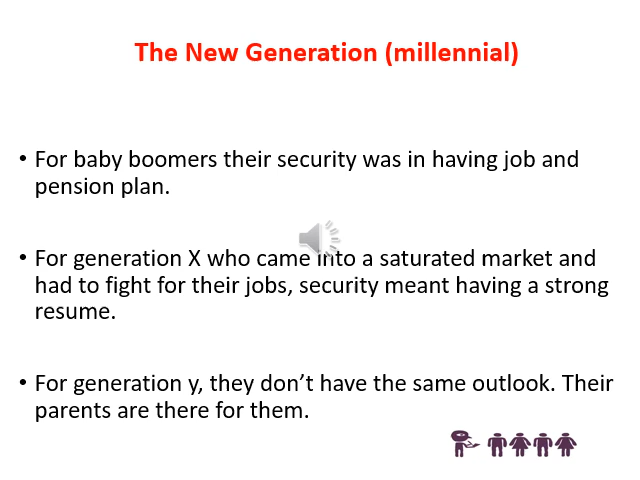 The New Generation (millennial)
• For baby boomers their security was in having job and
pension plan.
• For generation X who came into a saturated market and
had to fight for their jobs, security meant having a strong
resume.
• For generation y, they don’t have the same outlook. Their
parents are there for them.